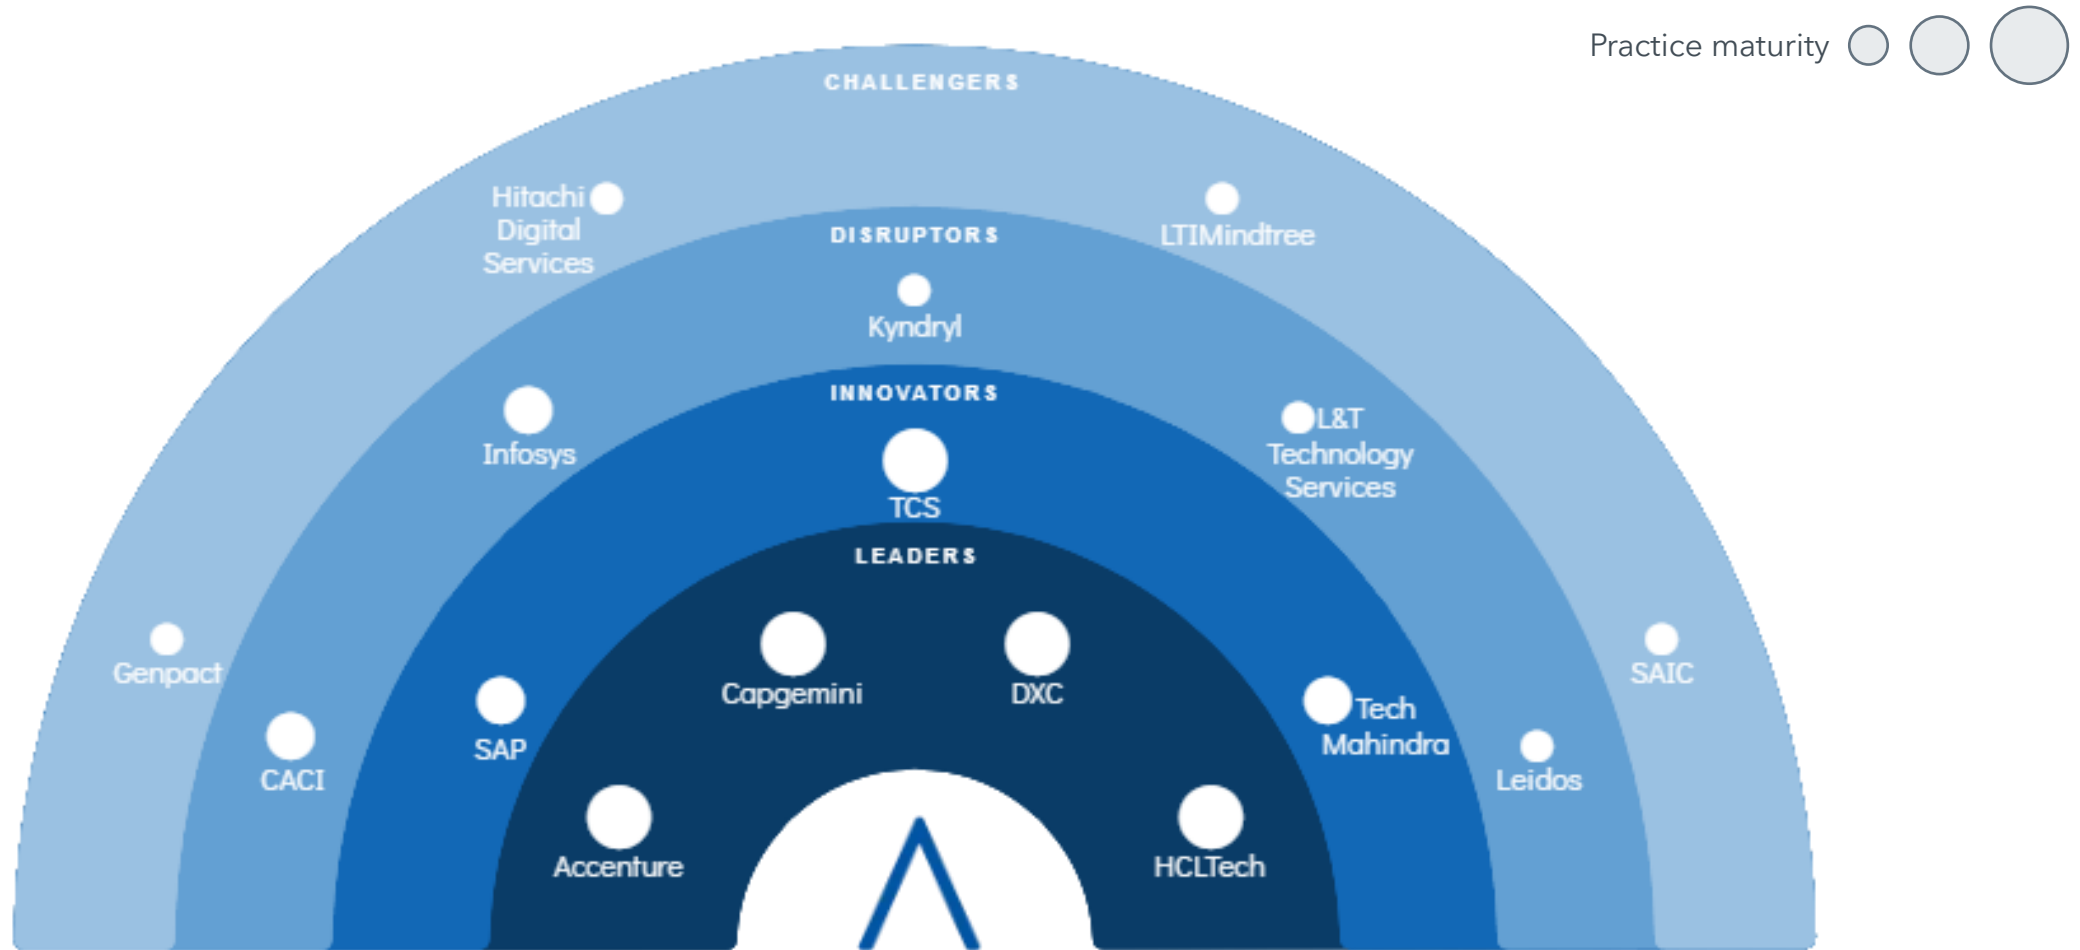 Practice maturity
CHALLENGERS
Hitachi
Digital
Services
LTIMindtree
DISRUPTORS
Kyndryl
INNOVATORS
Infosys
L&T
Technology
Services
TCS
LEADERS
Genpact
SAIC
Capgemini
DXC
SAP
Tech
Mahindra
CACI
Leidos
Accenture
HCLTech